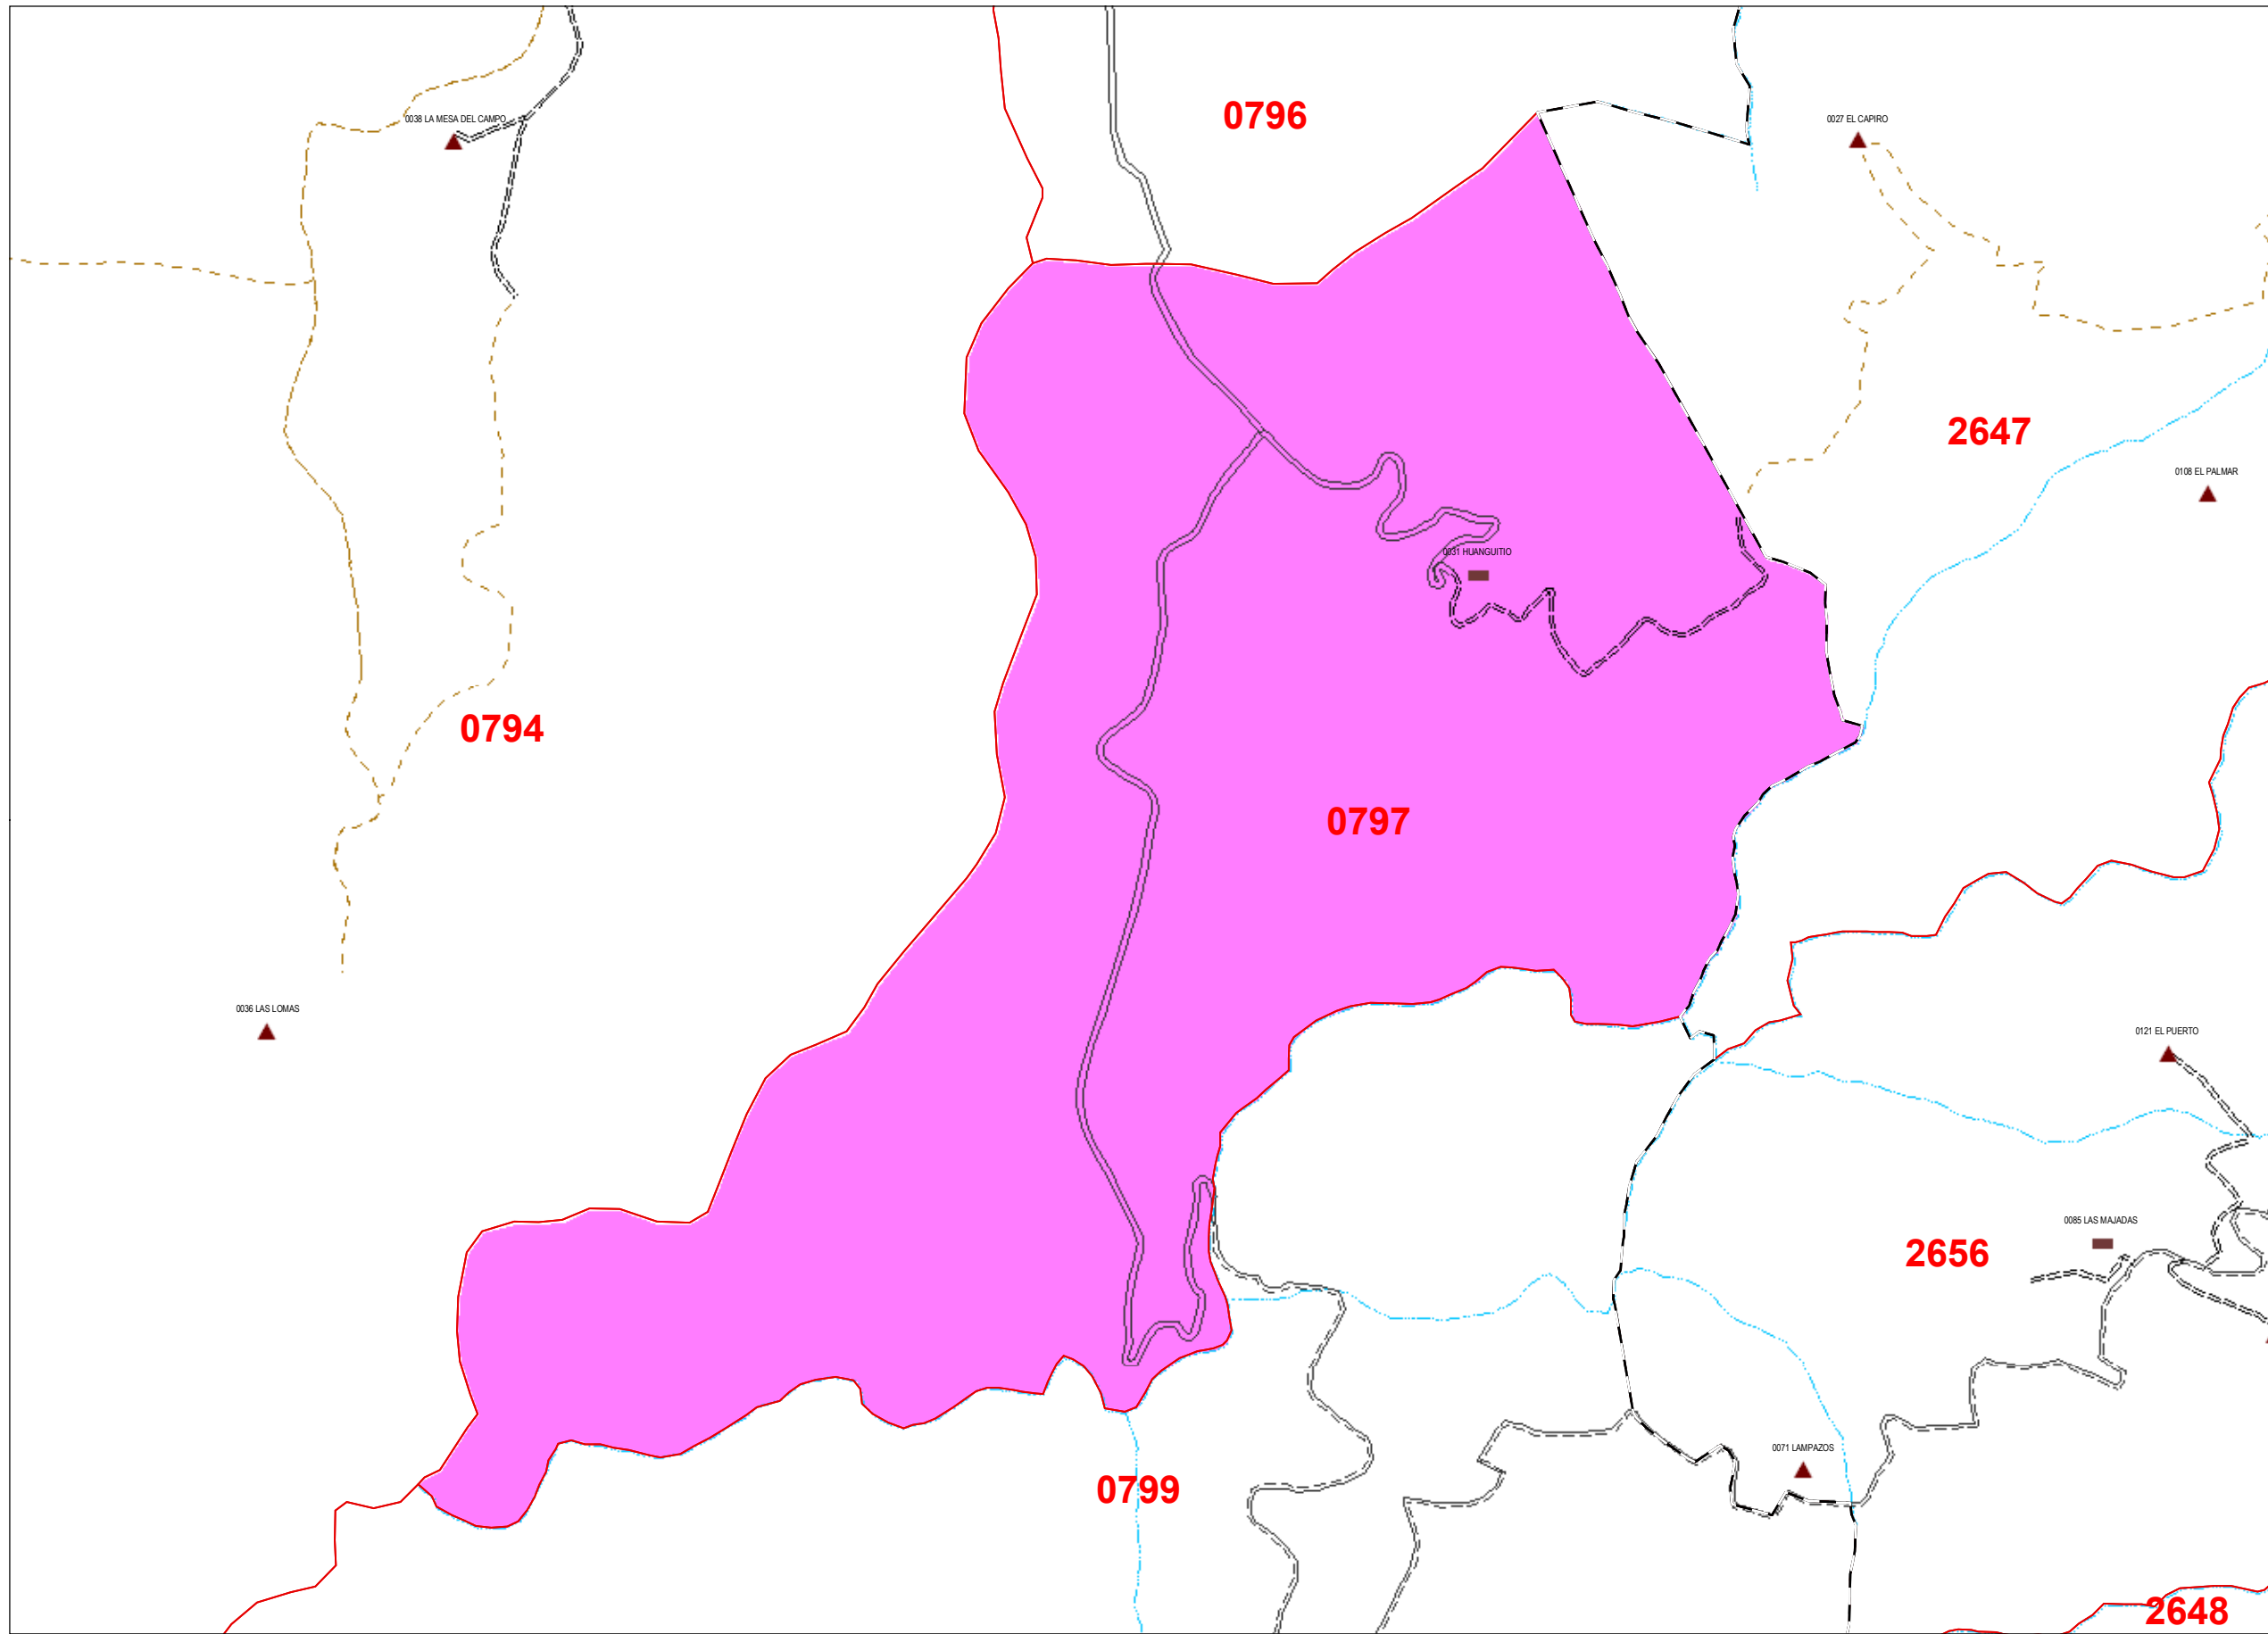 0796
0038 LA MESA DEL CAMPO
0027 EL CAPIRO
2647
0108 EL PALMAR
0031 HUANGUITIO
0794
0797
0036 LAS LOMAS
0121 EL PUERTO
0085 LAS MAJADAS
2656
0071 LAMPAZOS
0799
2648